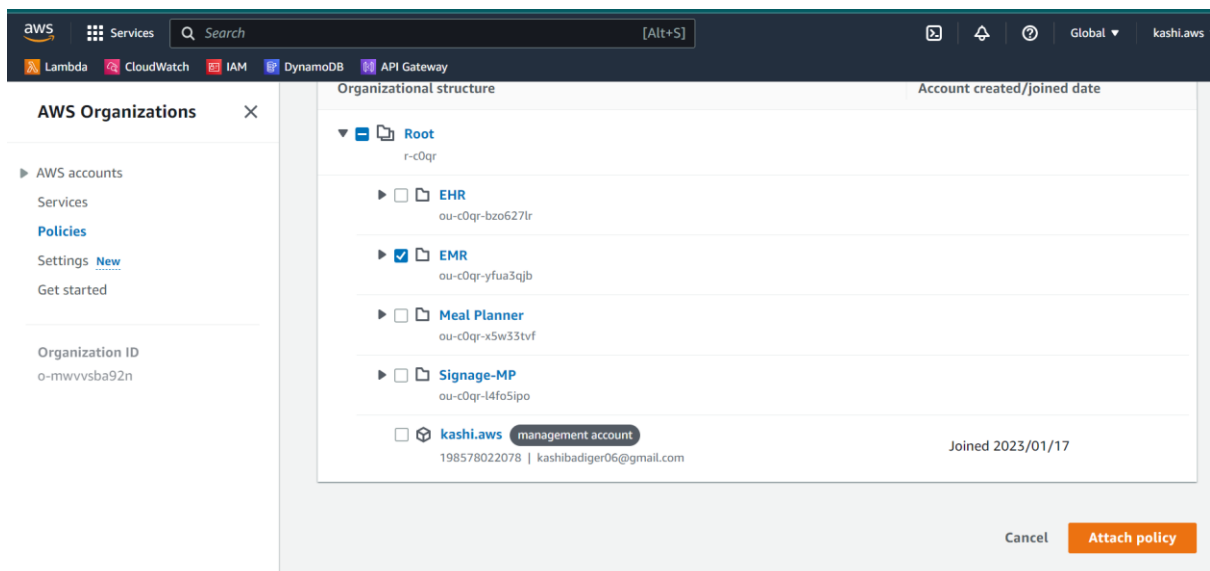 aws Services Search [Alt+S] Global kashi.aws
Lambda CloudWatch IAM DynamoDB API Gateway
AWS Organizations
AWS accounts
Services
Policies
Settings New
Get started
Organization ID
o-mwvvsba92n
Organizational structure Account created/joined date
Root
r-c0qr
EHR
ou-c0qr-bzo627lr
EMR
ou-c0qr-yfua3qjb
Meal Planner
ou-c0qr-x5w33tvf
Signage-MP
ou-c0qr-l4fo5ipo
kashi.aws management account Joined 2023/01/17
198578022078 | kashibadiger06@gmail.com
Cancel Attach policy